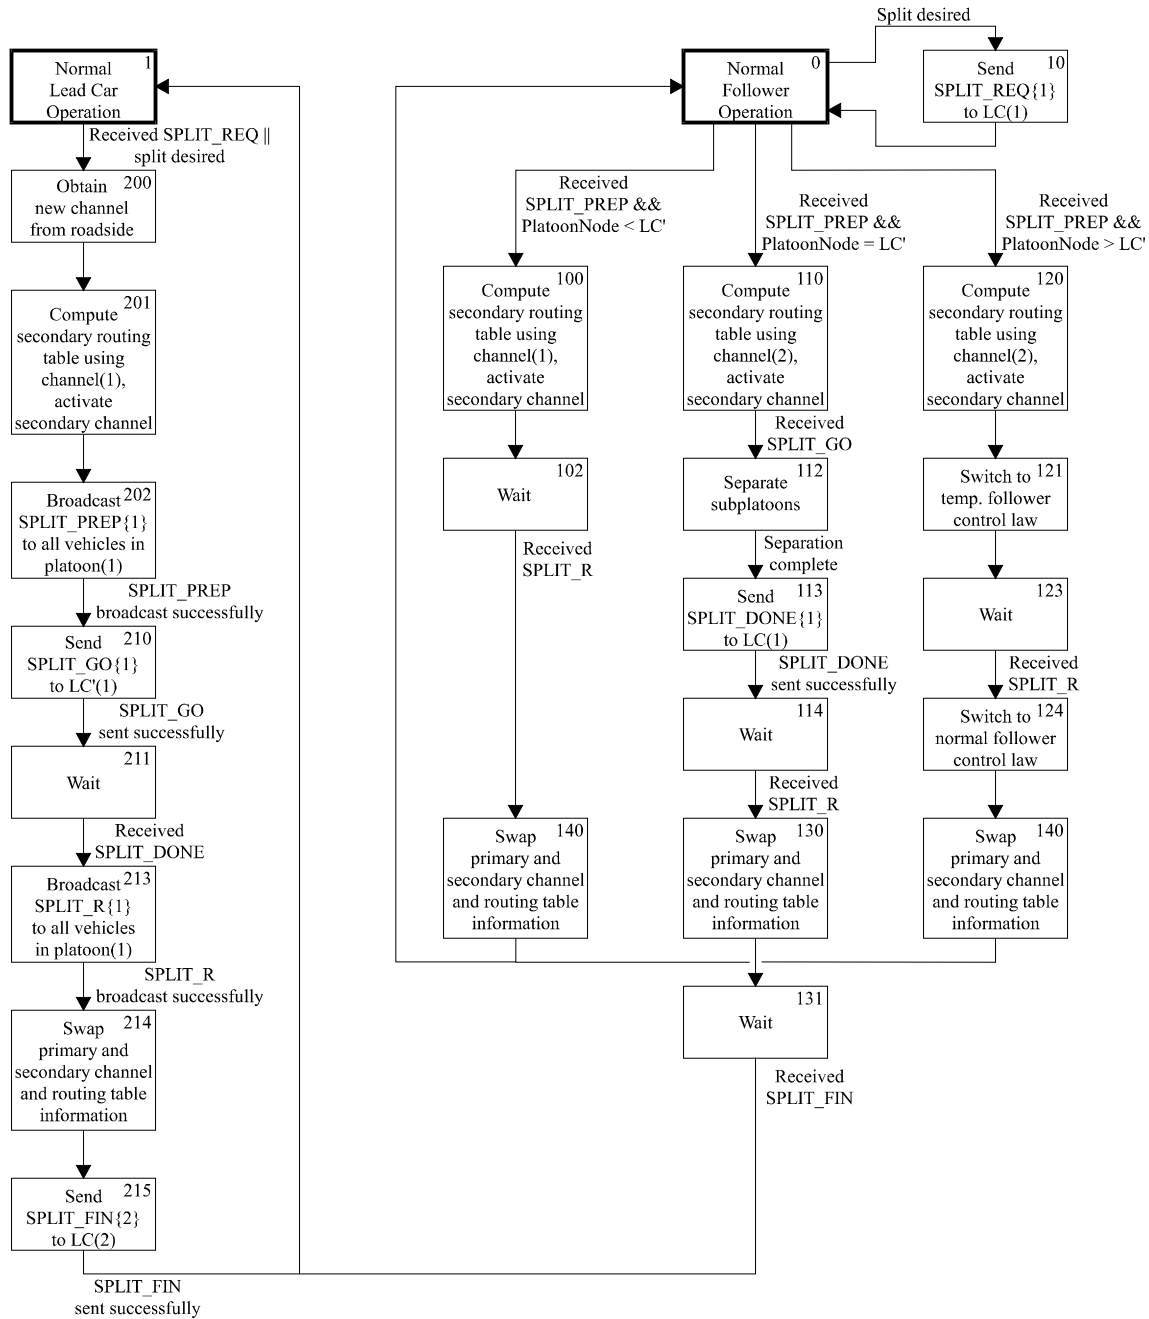 Split desired
1
Normal
Lead Car
Operation
0
Normal
Follower
Operation
10
Send
SPLIT_REQ{1}
to LC(1)
Received SPLIT_REQ ||
split desired
200
Obtain
new channel
from roadside
201
Compute
secondary routing
table using
channel(1),
activate
secondary channel
202
Broadcast
SPLIT_PREP{1}
to all vehicles in
platoon(1)
SPLIT_PREP
broadcast successfully
210
Send
SPLIT_GO{1}
to LC'(1)
SPLIT_GO
sent successfully
211
Wait
Received
SPLIT_DONE
213
Broadcast
SPLIT_R{1}
to all vehicles
in platoon(1)
SPLIT_R
broadcast successfully
214
Swap
primary and
secondary channel
and routing table
information
215
Send
SPLIT_FIN{2}
to LC(2)
SPLIT_FIN
sent successfully
Received
SPLIT_PREP &&
PlatoonNode < LC'
100
Compute
secondary routing
table using
channel(1),
activate
secondary channel
102
Wait
Received
SPLIT_R
140
Swap
primary and
secondary channel
and routing table
information
Received
SPLIT_PREP &&
PlatoonNode = LC'
110
Compute
secondary routing
table using
channel(2),
activate
secondary channel
Received
SPLIT_GO
112
Separate
subplatoons
Separation
complete
113
Send
SPLIT_DONE{1}
to LC(1)
SPLIT_DONE
sent successfully
114
Wait
Received
SPLIT_R
130
Swap
primary and
secondary channel
and routing table
information
131
Wait
Received
SPLIT_FIN
Received
SPLIT_PREP &&
PlatoonNode > LC'
120
Compute
secondary routing
table using
channel(2),
activate
secondary channel
121
Switch to
temp. follower
control law
123
Wait
Received
SPLIT_R
124
Switch to
normal follower
control law
140
Swap
primary and
secondary channel
and routing table
information